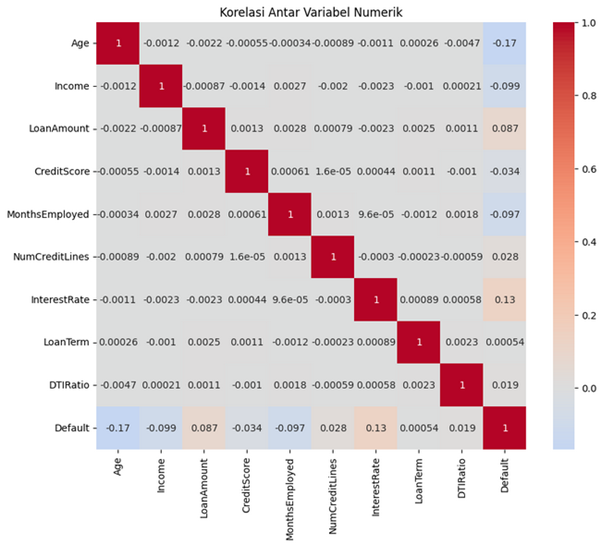 Korelasi Antar Variabel Numerik
Age 1 -0.0012 -0.0022 -0.00055 -0.00034 -0.00089 -0.0011 0.00026 -0.0047 -0.17
Income -0.0012 1 -0.00087 -0.0014 0.0027 -0.002 -0.0023 -0.001 0.00021 -0.099
LoanAmount -0.0022 -0.00087 1 0.0013 0.0028 0.00079 -0.0023 0.0025 0.0011 0.087
CreditScore -0.00055 -0.0014 0.0013 1 0.00061 1.6e-05 0.00044 0.0011 -0.001 -0.034
MonthsEmployed -0.00034 0.0027 0.0028 0.00061 1 0.0013 9.6e-05 -0.0012 0.0018 -0.097
NumCreditLines -0.00089 -0.002 0.00079 1.6e-05 0.0013 1 -0.0003 -0.00023 -0.00059 0.028
InterestRate -0.0011 -0.0023 -0.0023 0.00044 9.6e-05 -0.0003 1 0.00089 0.00058 0.13
LoanTerm 0.00026 -0.001 0.0025 0.0011 -0.0012 -0.00023 0.00089 1 0.0023 0.00054
DTIRatio -0.0047 0.00021 0.0011 -0.001 0.0018 -0.00059 0.00058 0.0023 1 0.019
Default -0.17 -0.099 0.087 -0.034 -0.097 0.028 0.13 0.00054 0.019 1
Age Income LoanAmount CreditScore MonthsEmployed NumCreditLines InterestRate LoanTerm DTIRatio Default
1.0
0.8
0.6
0.4
0.2
0.0